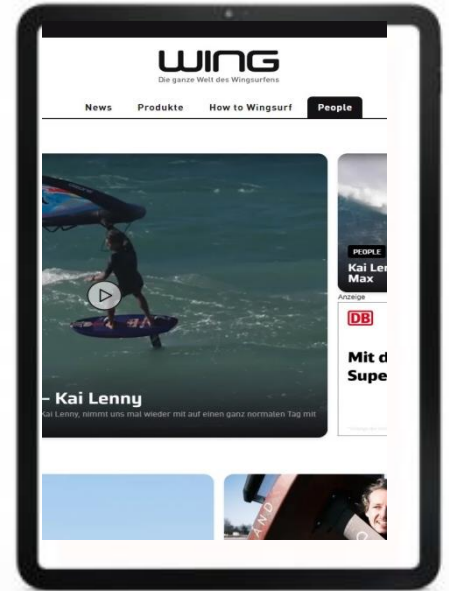 WING
Die ganze Welt des Wingsurfens
News Produkte How to Wingsurf People
– Kai Lenny
Kai Lenny, nimmt uns mal wieder mit auf einen ganz normalen Tag mit
PEOPLE
Kai Le
Max
Anzeige
DB
Mit d
Supe
AND